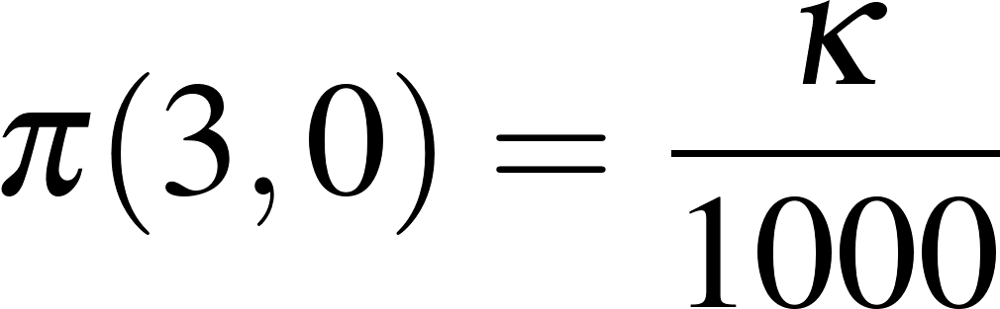 π(3,0) = κ/1000